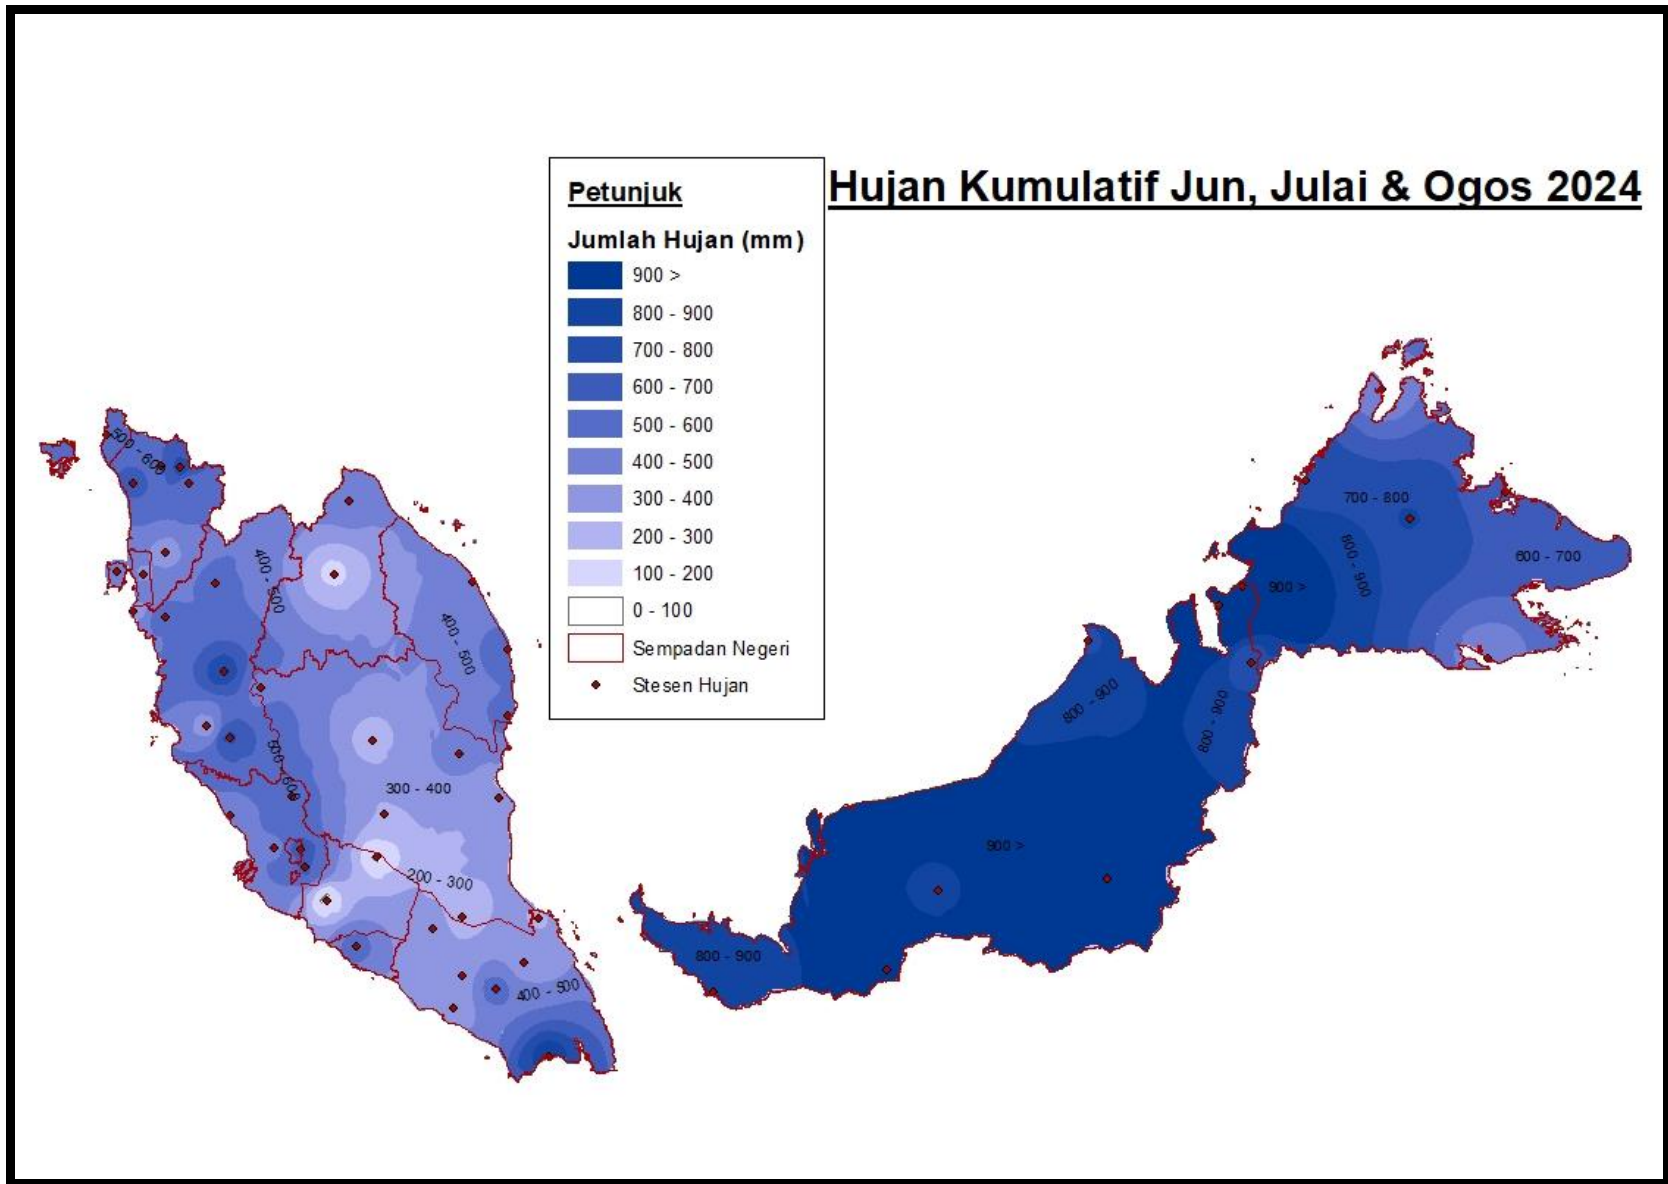 Hujan Kumulatif Jun, Julai & Ogos 2024
Petunjuk
Jumlah Hujan (mm)
900 >
800 - 900
700 - 800
600 - 700
500 - 600
400 - 500
300 - 400
200 - 300
100 - 200
0 - 100
Sempadan Negeri
Stesen Hujan
500 - 600
400 - 500
400 - 500
500 - 600
300 - 400
200 - 300
400 - 500
700 - 800
800 - 900
600 - 700
900 >
800 - 900
800 - 900
900 >
800 - 900